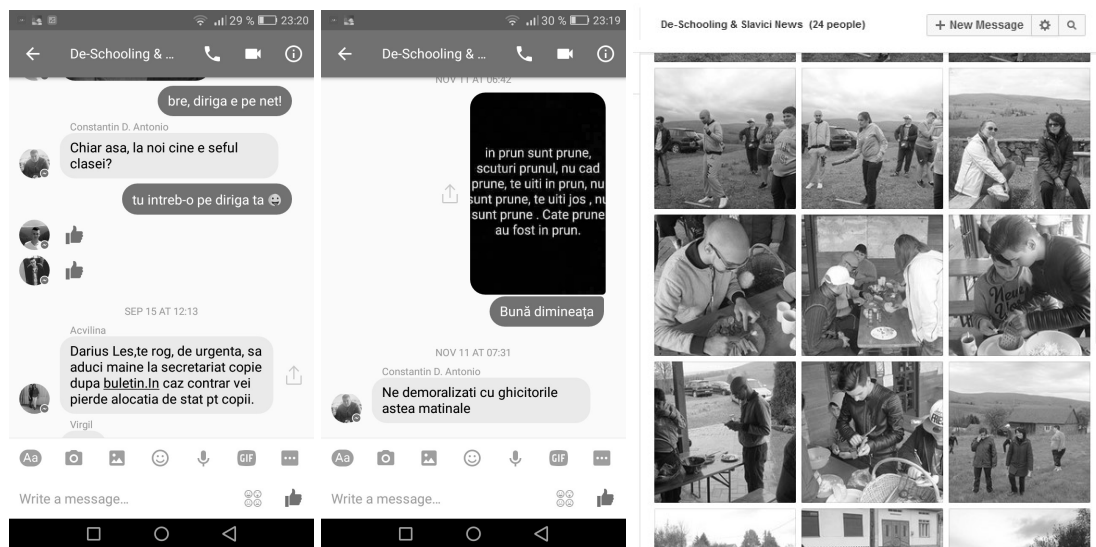 29 % 23:20
De-Schooling & ...
bre, diriga e pe net!
Constantin D. Antonio
Chiar asa, la noi cine e seful
clasei?
tu intreb-o pe diriga ta
SEP 15 AT 12:13
Acvilina
Darius Les,te rog, de urgenta, sa
aduci maine la secretariat copie
dupa buletin.In caz contrar vei
pierde alocatia de stat pt copii.
Virgil
Aa
GIF
Write a message...
30 % 23:19
De-Schooling & ...
NOV 11 AT 06:42
in prun sunt prune,
scuturi prunul, nu cad
prune, te uiti in prun, nu
sunt prune, te uiti jos , nu
sunt prune . Cate prune
au fost in prun.
Bună dimineața
NOV 11 AT 07:31
Constantin D. Antonio
Ne demoralizati cu ghicitorile
astea matinale
Aa
GIF
Write a message...
De-Schooling & Slavici News (24 people)
+ New Message